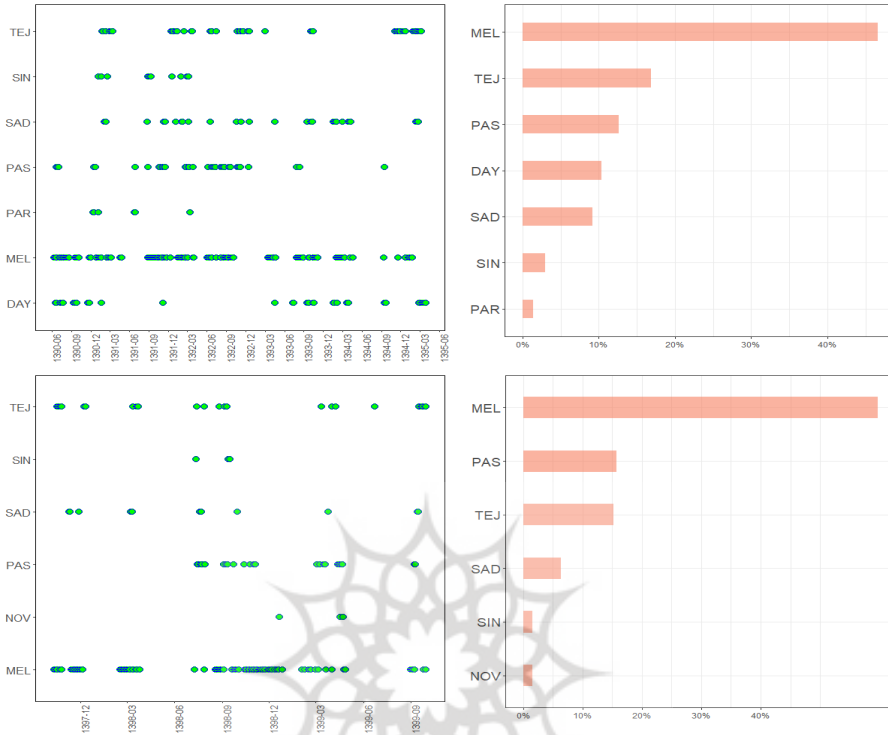 TEJ
SIN
SAD
PAS
PAR
MEL
DAY
1390-06
1390-09
1390-12
1391-03
1391-06
1391-09
1391-12
1392-03
1392-06
1392-09
1392-12
1393-03
1393-06
1393-09
1393-12
1394-03
1394-06
1394-09
1394-12
1395-03
1395-06
MEL
TEJ
PAS
DAY
SAD
SIN
PAR
0% 10% 20% 30% 40%
TEJ
SIN
SAD
PAS
NOV
MEL
1397-12
1398-03
1398-06
1398-09
1398-12
1399-03
1399-06
1399-09
MEL
PAS
TEJ
SAD
SIN
NOV
0% 10% 20% 30% 40%